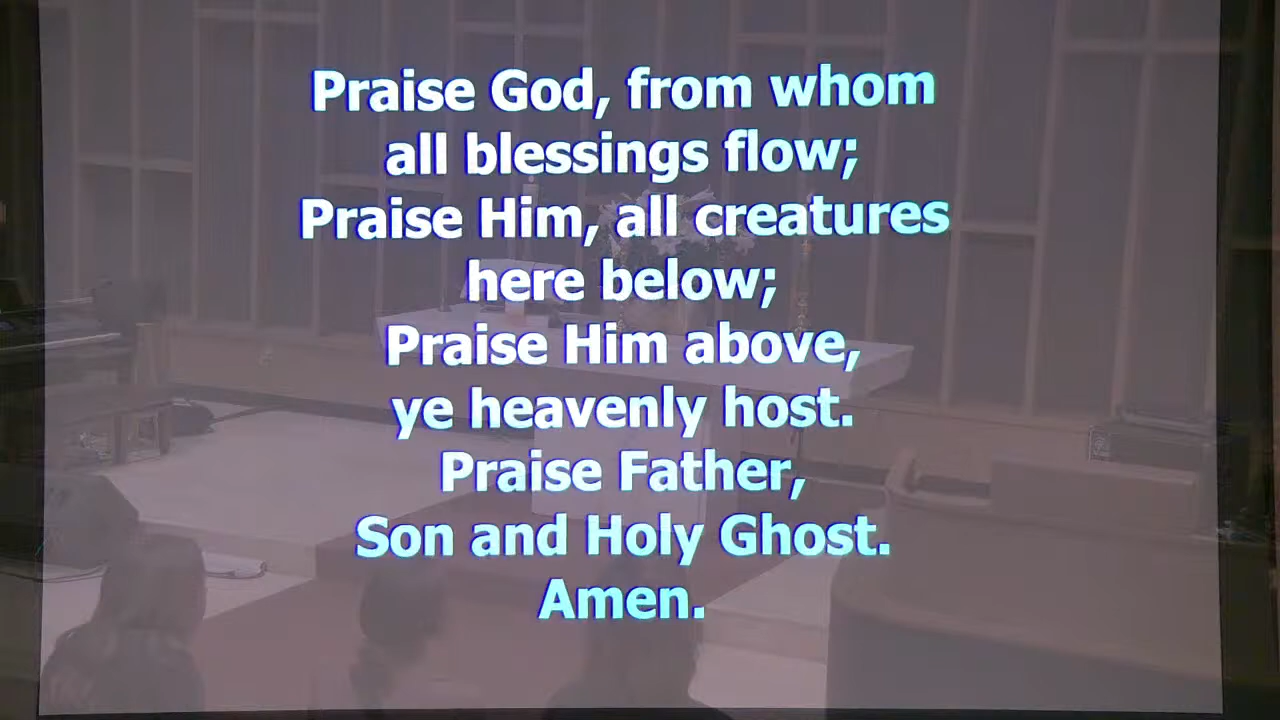 Praise God, from whom
all blessings flow;
Praise Him, all creatures
here below;
Praise Him above,
ye heavenly host.
Praise Father,
Son and Holy Ghost.
Amen.